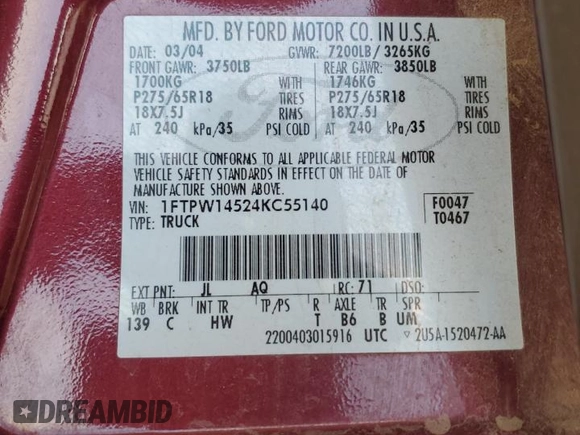 MFD. BY FORD MOTOR CO. IN U.S.A.
DATE: 03/04 GVWR: 7200LB/ 3265KG
FRONT GAWR: 3750LB REAR GAWR: 3850LB
1700KG WITH 1746KG WITH
P275/65R18 TIRES P275/65R18 TIRES
18X7.5J RIMS 18X7.5J RIMS
AT 240 kPa/35 PSI COLD AT 240 kPa/35 PSI COLD
THIS VEHICLE CONFORMS TO ALL APPLICABLE FEDERAL MOTOR
VEHICLE SAFETY STANDARDS IN EFFECT ON THE DATE OF
MANUFACTURE SHOWN ABOVE.
VIN: 1FTPW14524KC55140 F0047
TYPE: TRUCK T0467
EXT PNT: JL AQ RC: 71 DSO:
WB BRK INT TR TP/PS R AXLE TR SPR
139 C HW T B6 B UM
2200403015916 UTC 2U5A-1520472-AA
DREAMBID
Ford